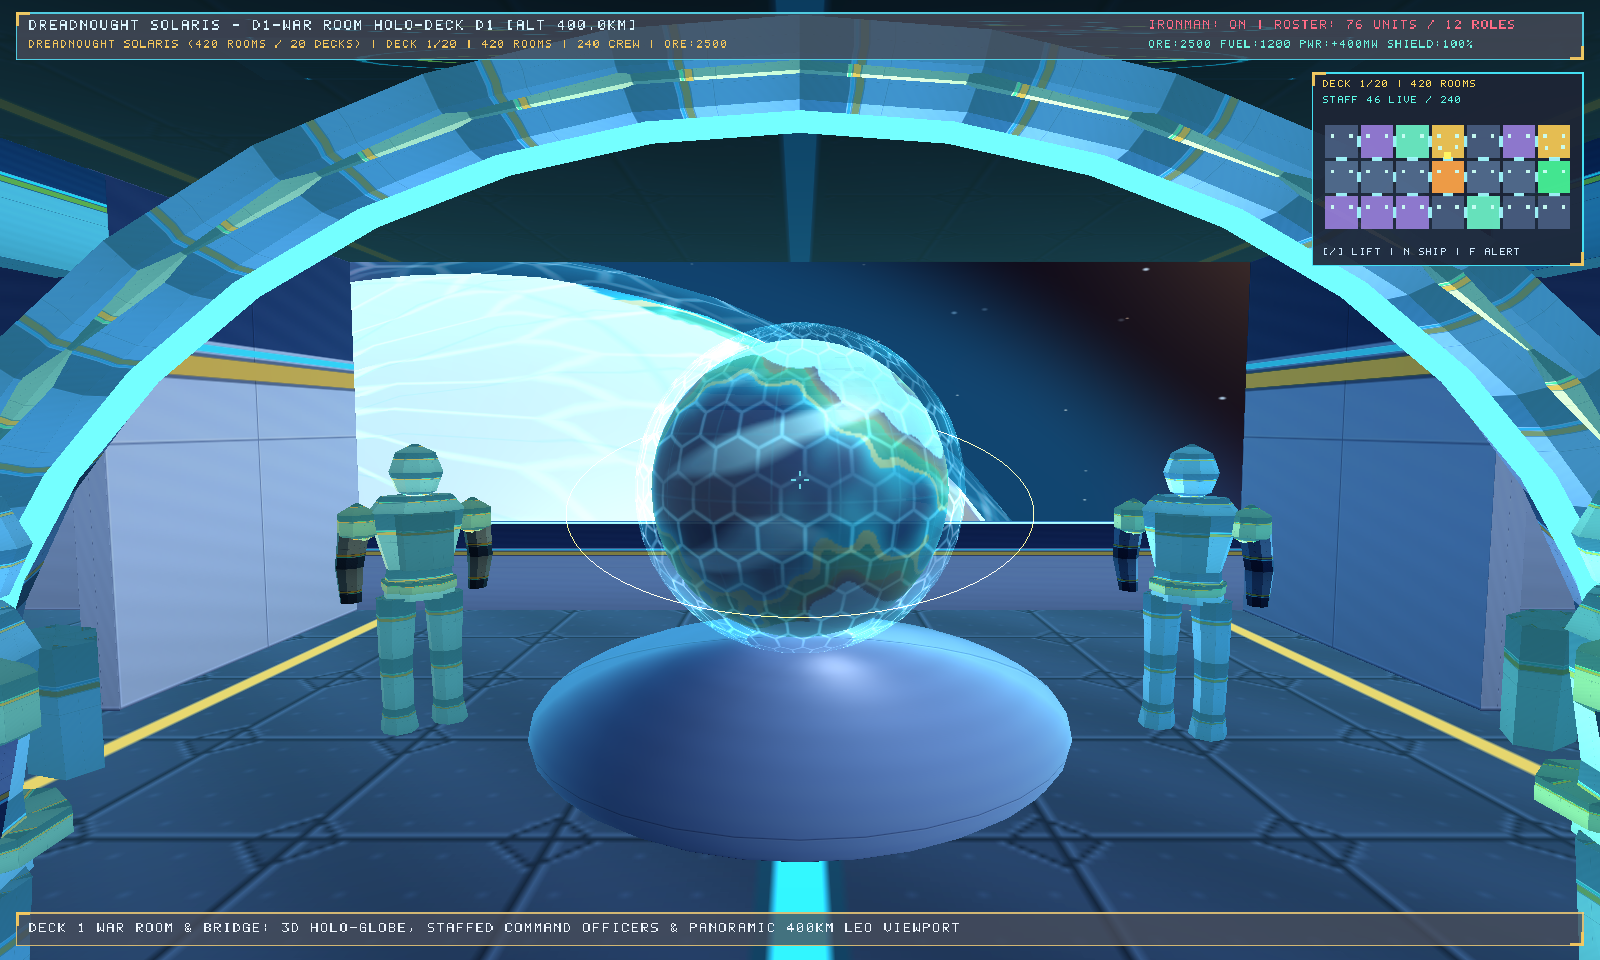 DREADNOUGHT SOLARIS - D1-WAR ROOM HOLO-DECK D1 [ALT 400.0KM]
DREADNOUGHT SOLARIS (420 ROOMS / 20 DECKS) | DECK 1/20 | 420 ROOMS | 240 CREW | ORE:2500
IRONMAN: ON | ROSTER: 76 UNITS / 12 ROLES
ORE:2500 FUEL:1200 PWR:+400MW SHIELD:100%
DECK 1/20 | 420 ROOMS
STAFF 46 LIVE / 240
[/] LIFT | N SHIP | F ALERT
DECK 1 WAR ROOM & BRIDGE: 3D HOLO-GLOBE, STAFFED COMMAND OFFICERS & PANORAMIC 400KM LEO VIEWPORT